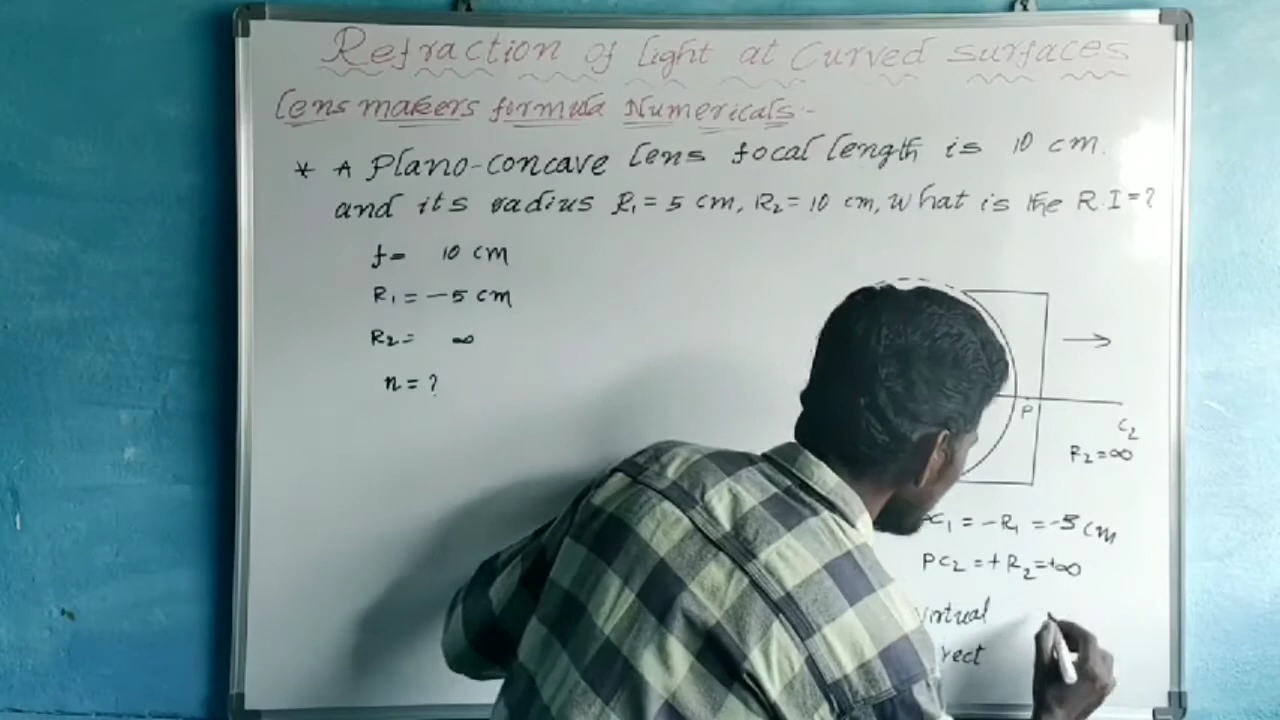 Refraction of light at Curved surfaces
lens makers formula Numericals:-
* A Plano-concave lens focal length is 10 cm.
and its radius R₁ = 5 cm, R₂ = 10 cm, What is the R.I = ?
f = 10 cm
R₁ = -5 cm
R₂ = ∞
n = ?
P
C₂
R₂ = ∞
C₁ = -R₁ = -5 cm
PC₂ = +R₂ = +∞
virtual